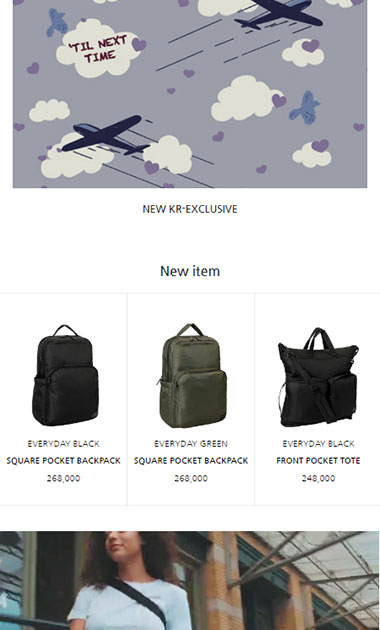 'TIL NEXT
TIME
NEW KR-EXCLUSIVE
New item
EVERYDAY BLACK
SQUARE POCKET BACKPACK
268,000
EVERYDAY GREEN
SQUARE POCKET BACKPACK
268,000
EVERYDAY BLACK
FRONT POCKET TOTE
248,000